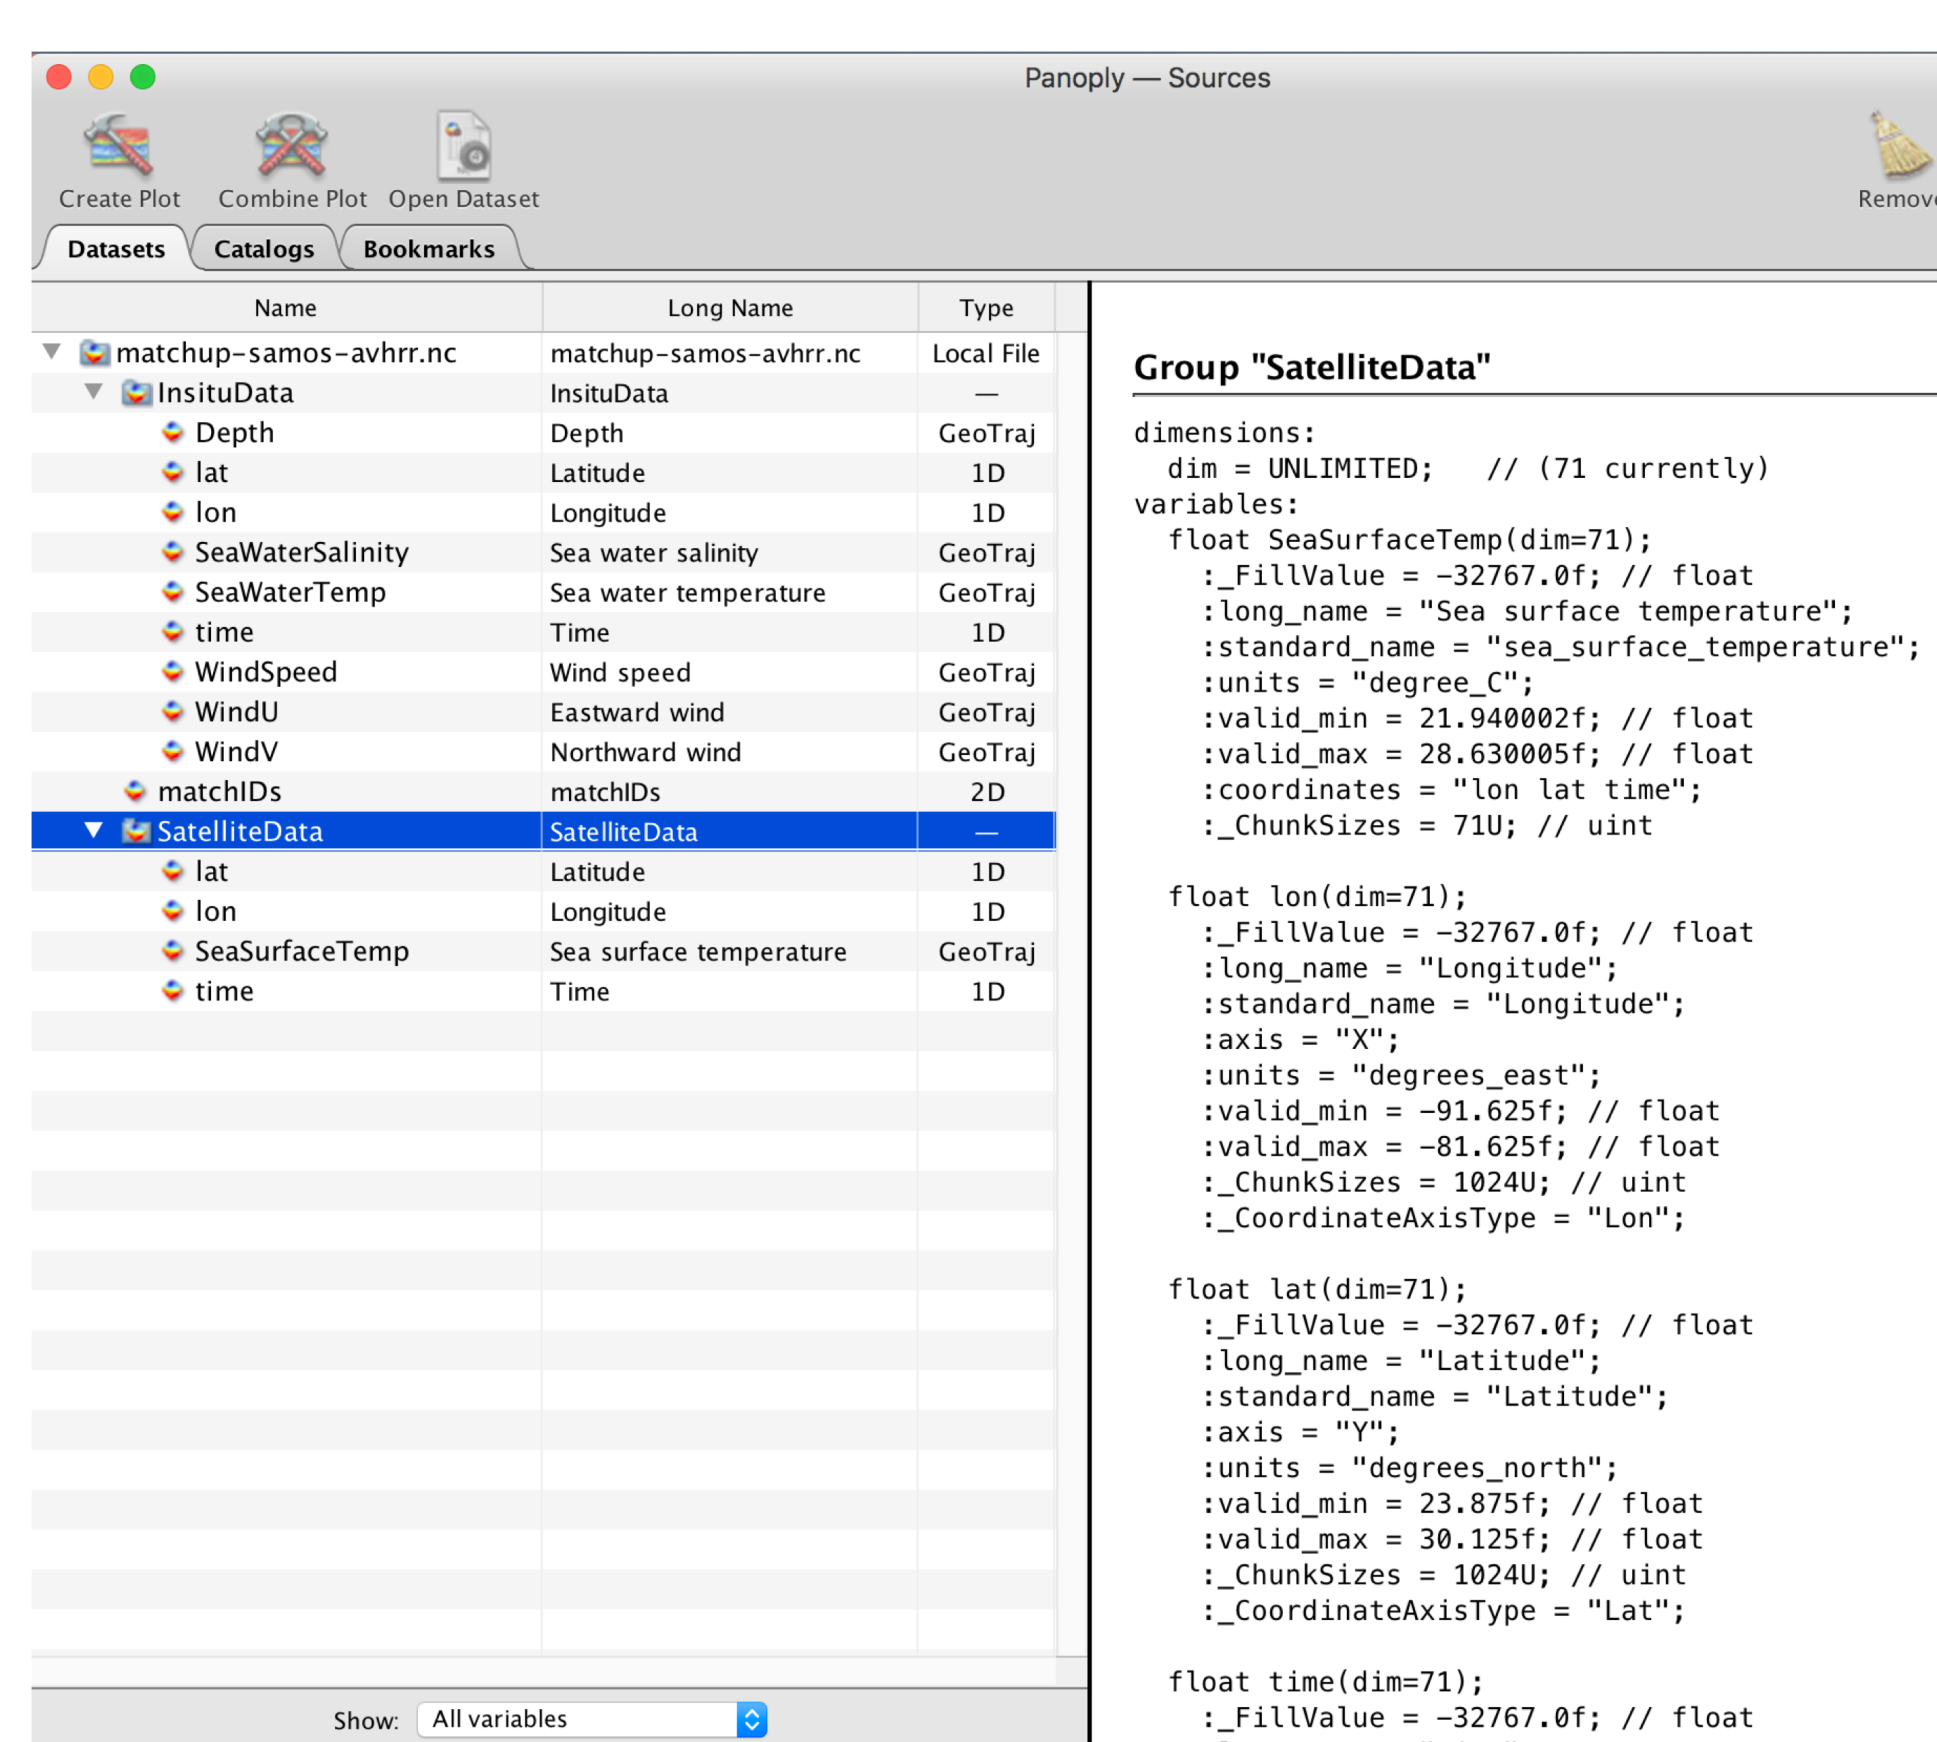 Panoply — Sources
Create Plot Combine Plot Open Dataset Remove
Datasets Catalogs Bookmarks
Name Long Name Type
matchup-samos-avhrr.nc matchup-samos-avhrr.nc Local File
InsituData InsituData —
Depth Depth GeoTraj
lat Latitude 1D
lon Longitude 1D
SeaWaterSalinity Sea water salinity GeoTraj
SeaWaterTemp Sea water temperature GeoTraj
time Time 1D
WindSpeed Wind speed GeoTraj
WindU Eastward wind GeoTraj
WindV Northward wind GeoTraj
matchIDs matchIDs 2D
SatelliteData SatelliteData —
lat Latitude 1D
lon Longitude 1D
SeaSurfaceTemp Sea surface temperature GeoTraj
time Time 1D
Show: All variables
Group "SatelliteData"
dimensions:
dim = UNLIMITED; // (71 currently)
variables:
float SeaSurfaceTemp(dim=71);
:_FillValue = -32767.0f; // float
:long_name = "Sea surface temperature";
:standard_name = "sea_surface_temperature";
:units = "degree_C";
:valid_min = 21.940002f; // float
:valid_max = 28.630005f; // float
:coordinates = "lon lat time";
:_ChunkSizes = 71U; // uint
float lon(dim=71);
:_FillValue = -32767.0f; // float
:long_name = "Longitude";
:standard_name = "Longitude";
:axis = "X";
:units = "degrees_east";
:valid_min = -91.625f; // float
:valid_max = -81.625f; // float
:_ChunkSizes = 1024U; // uint
:_CoordinateAxisType = "Lon";
float lat(dim=71);
:_FillValue = -32767.0f; // float
:long_name = "Latitude";
:standard_name = "Latitude";
:axis = "Y";
:units = "degrees_north";
:valid_min = 23.875f; // float
:valid_max = 30.125f; // float
:_ChunkSizes = 1024U; // uint
:_CoordinateAxisType = "Lat";
float time(dim=71);
:_FillValue = -32767.0f; // float